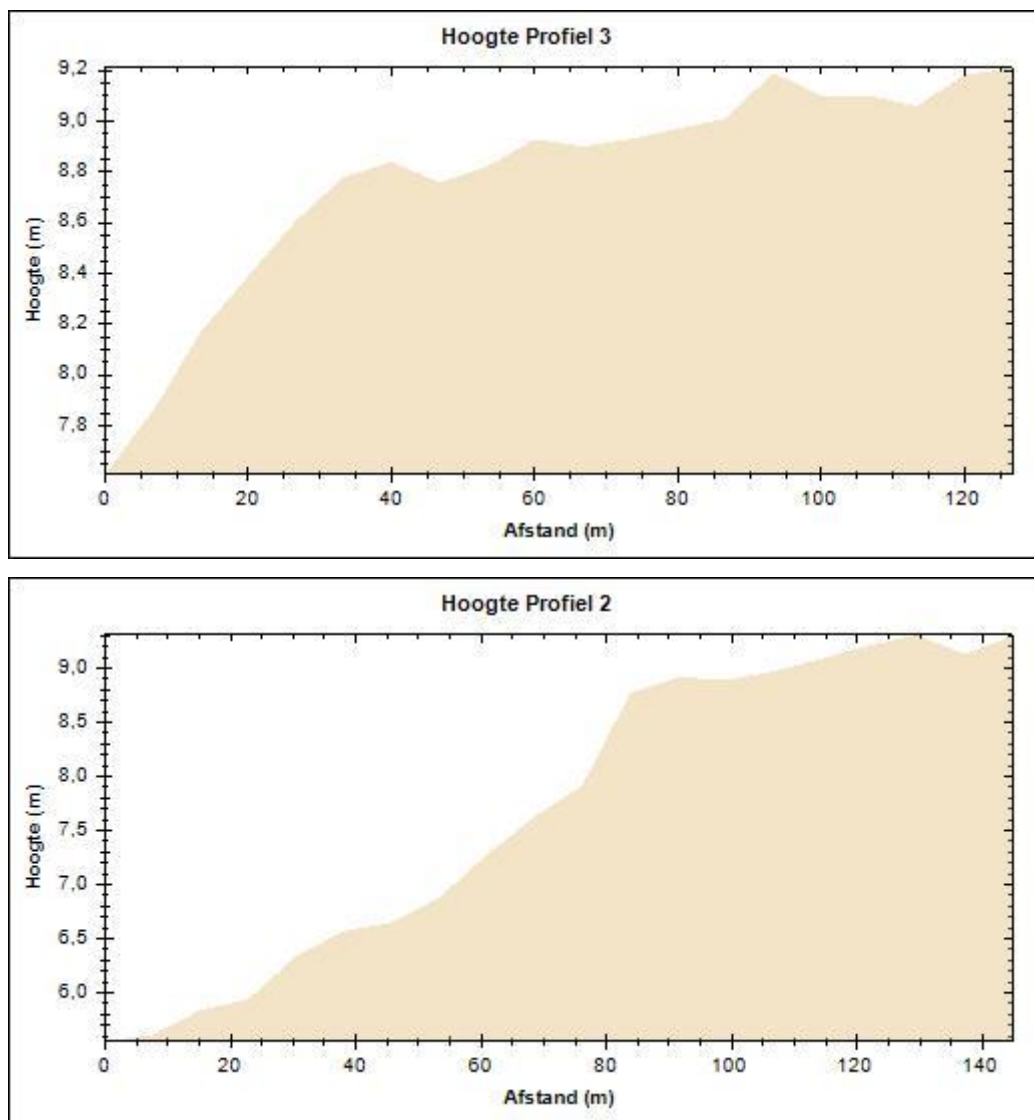 Hoogte Profiel 3
9,2
9,0
8,8
8,6
8,4
8,2
8,0
7,8
Hoogte (m)
0 20 40 60 80 100 120
Afstand (m)
Hoogte Profiel 2
9,0
8,5
8,0
7,5
7,0
6,5
6,0
Hoogte (m)
0 20 40 60 80 100 120 140
Afstand (m)